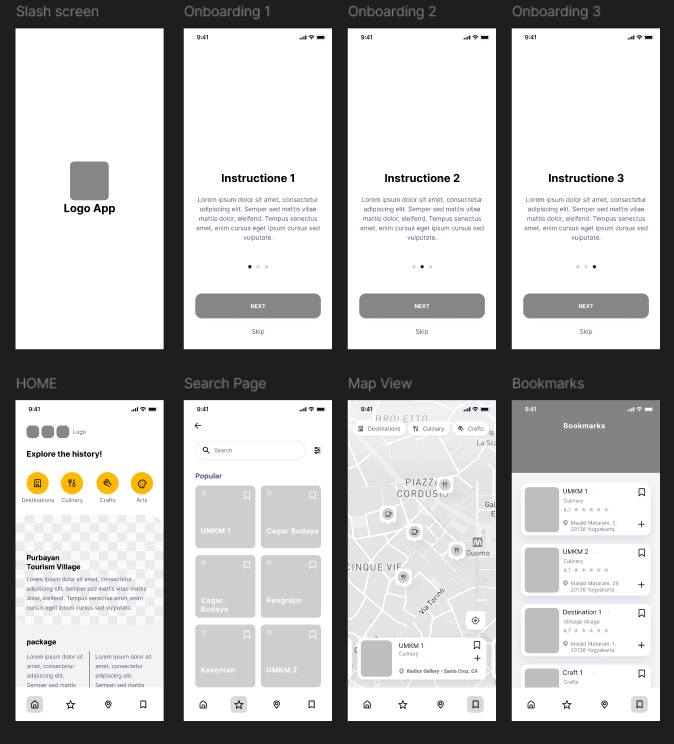 Slash screen
Onboarding 1
Onboarding 2
Onboarding 3
Logo App
9:41
Instructione 1
Lorem ipsum dolor sit amet, consectetur
adipiscing elit. Semper sed mattis vitae
mattis dolor, eleifend. Tempus senectus
amet, enim cursus eget ipsum cursus sed
vulputate.
NEXT
Skip
9:41
Instructione 2
Lorem ipsum dolor sit amet, consectetur
adipiscing elit. Semper sed mattis vitae
mattis dolor, eleifend. Tempus senectus
amet, enim cursus eget ipsum cursus sed
vulputate.
NEXT
Skip
9:41
Instructione 3
Lorem ipsum dolor sit amet, consectetur
adipiscing elit. Semper sed mattis vitae
mattis dolor, eleifend. Tempus senectus
amet, enim cursus eget ipsum cursus sed
vulputate.
NEXT
Skip
HOME
Search Page
Map View
Bookmarks
9:41
Logo
Explore the history!
Destinations
Culinary
Crafts
Arts
Purbayan
Tourism Village
Lorem ipsum dolor sit amet, consectetur
adipiscing elit. Semper sed mattis vitae mattis
dolor, eleifend. Tempus senectus amet, enim
cursus eget ipsum cursus sed vulputate.
package
Lorem ipsum dolor sit
amet, consectetur
adipiscing elit.
Semper sed mattis
Lorem ipsum dolor sit
amet, consectetur
adipiscing elit.
Semper sed mattis
9:41
Search
Popular
UMKM 1
Cagar Budaya
Cagar
Budaya
Pengrajin
Kesenian
UMKM 2
9:41
BROLETTO
Destinations
Culinary
Crafts
La Sca
PIAZZA
CORDUSIO
Gal
E
Duomo
CINQUE VIE
Via Torino
UMKM 1
Culinary
Radius Gallery • Santa Cruz, CA
9:41
Bookmarks
UMKM 1
Culinary
4,7
Masjid Mataram, 2,
20136 Yogyakarta
UMKM 2
Culinary
4,7
Masjid Mataram, 29,
20136 Yogyakarta
Destination 1
Vintage Village
4,7
Masjid Mataram, 1,
20136 Yogyakarta
Craft 1
Crafts